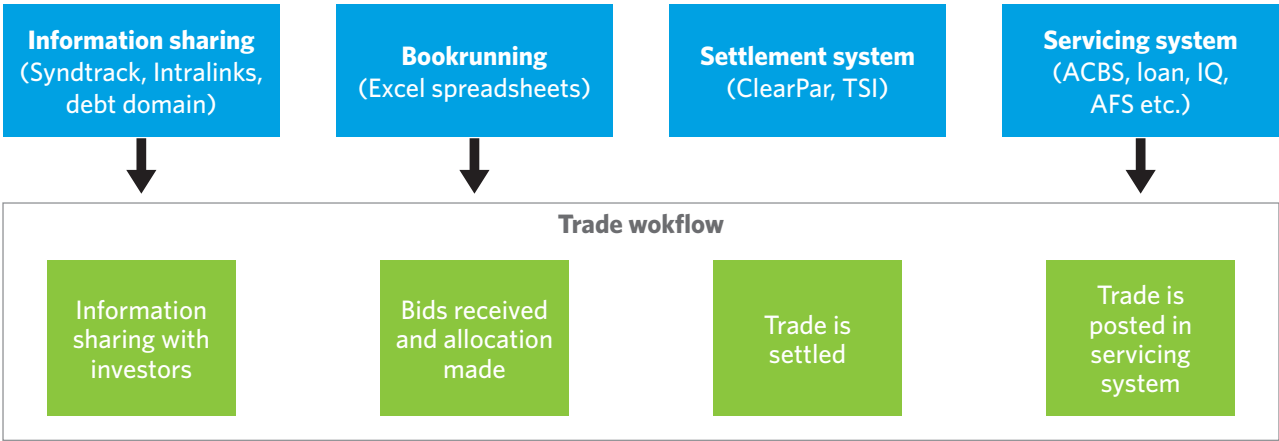 Information sharing
(Syndtrack, Intralinks,
debt domain)
Bookrunning
(Excel spreadsheets)
Settlement system
(ClearPar, TSI)
Servicing system
(ACBS, loan, IQ,
AFS etc.)
Trade wokflow
Information
sharing with
investors
Bids received
and allocation
made
Trade is
settled
Trade is
posted in
servicing
system